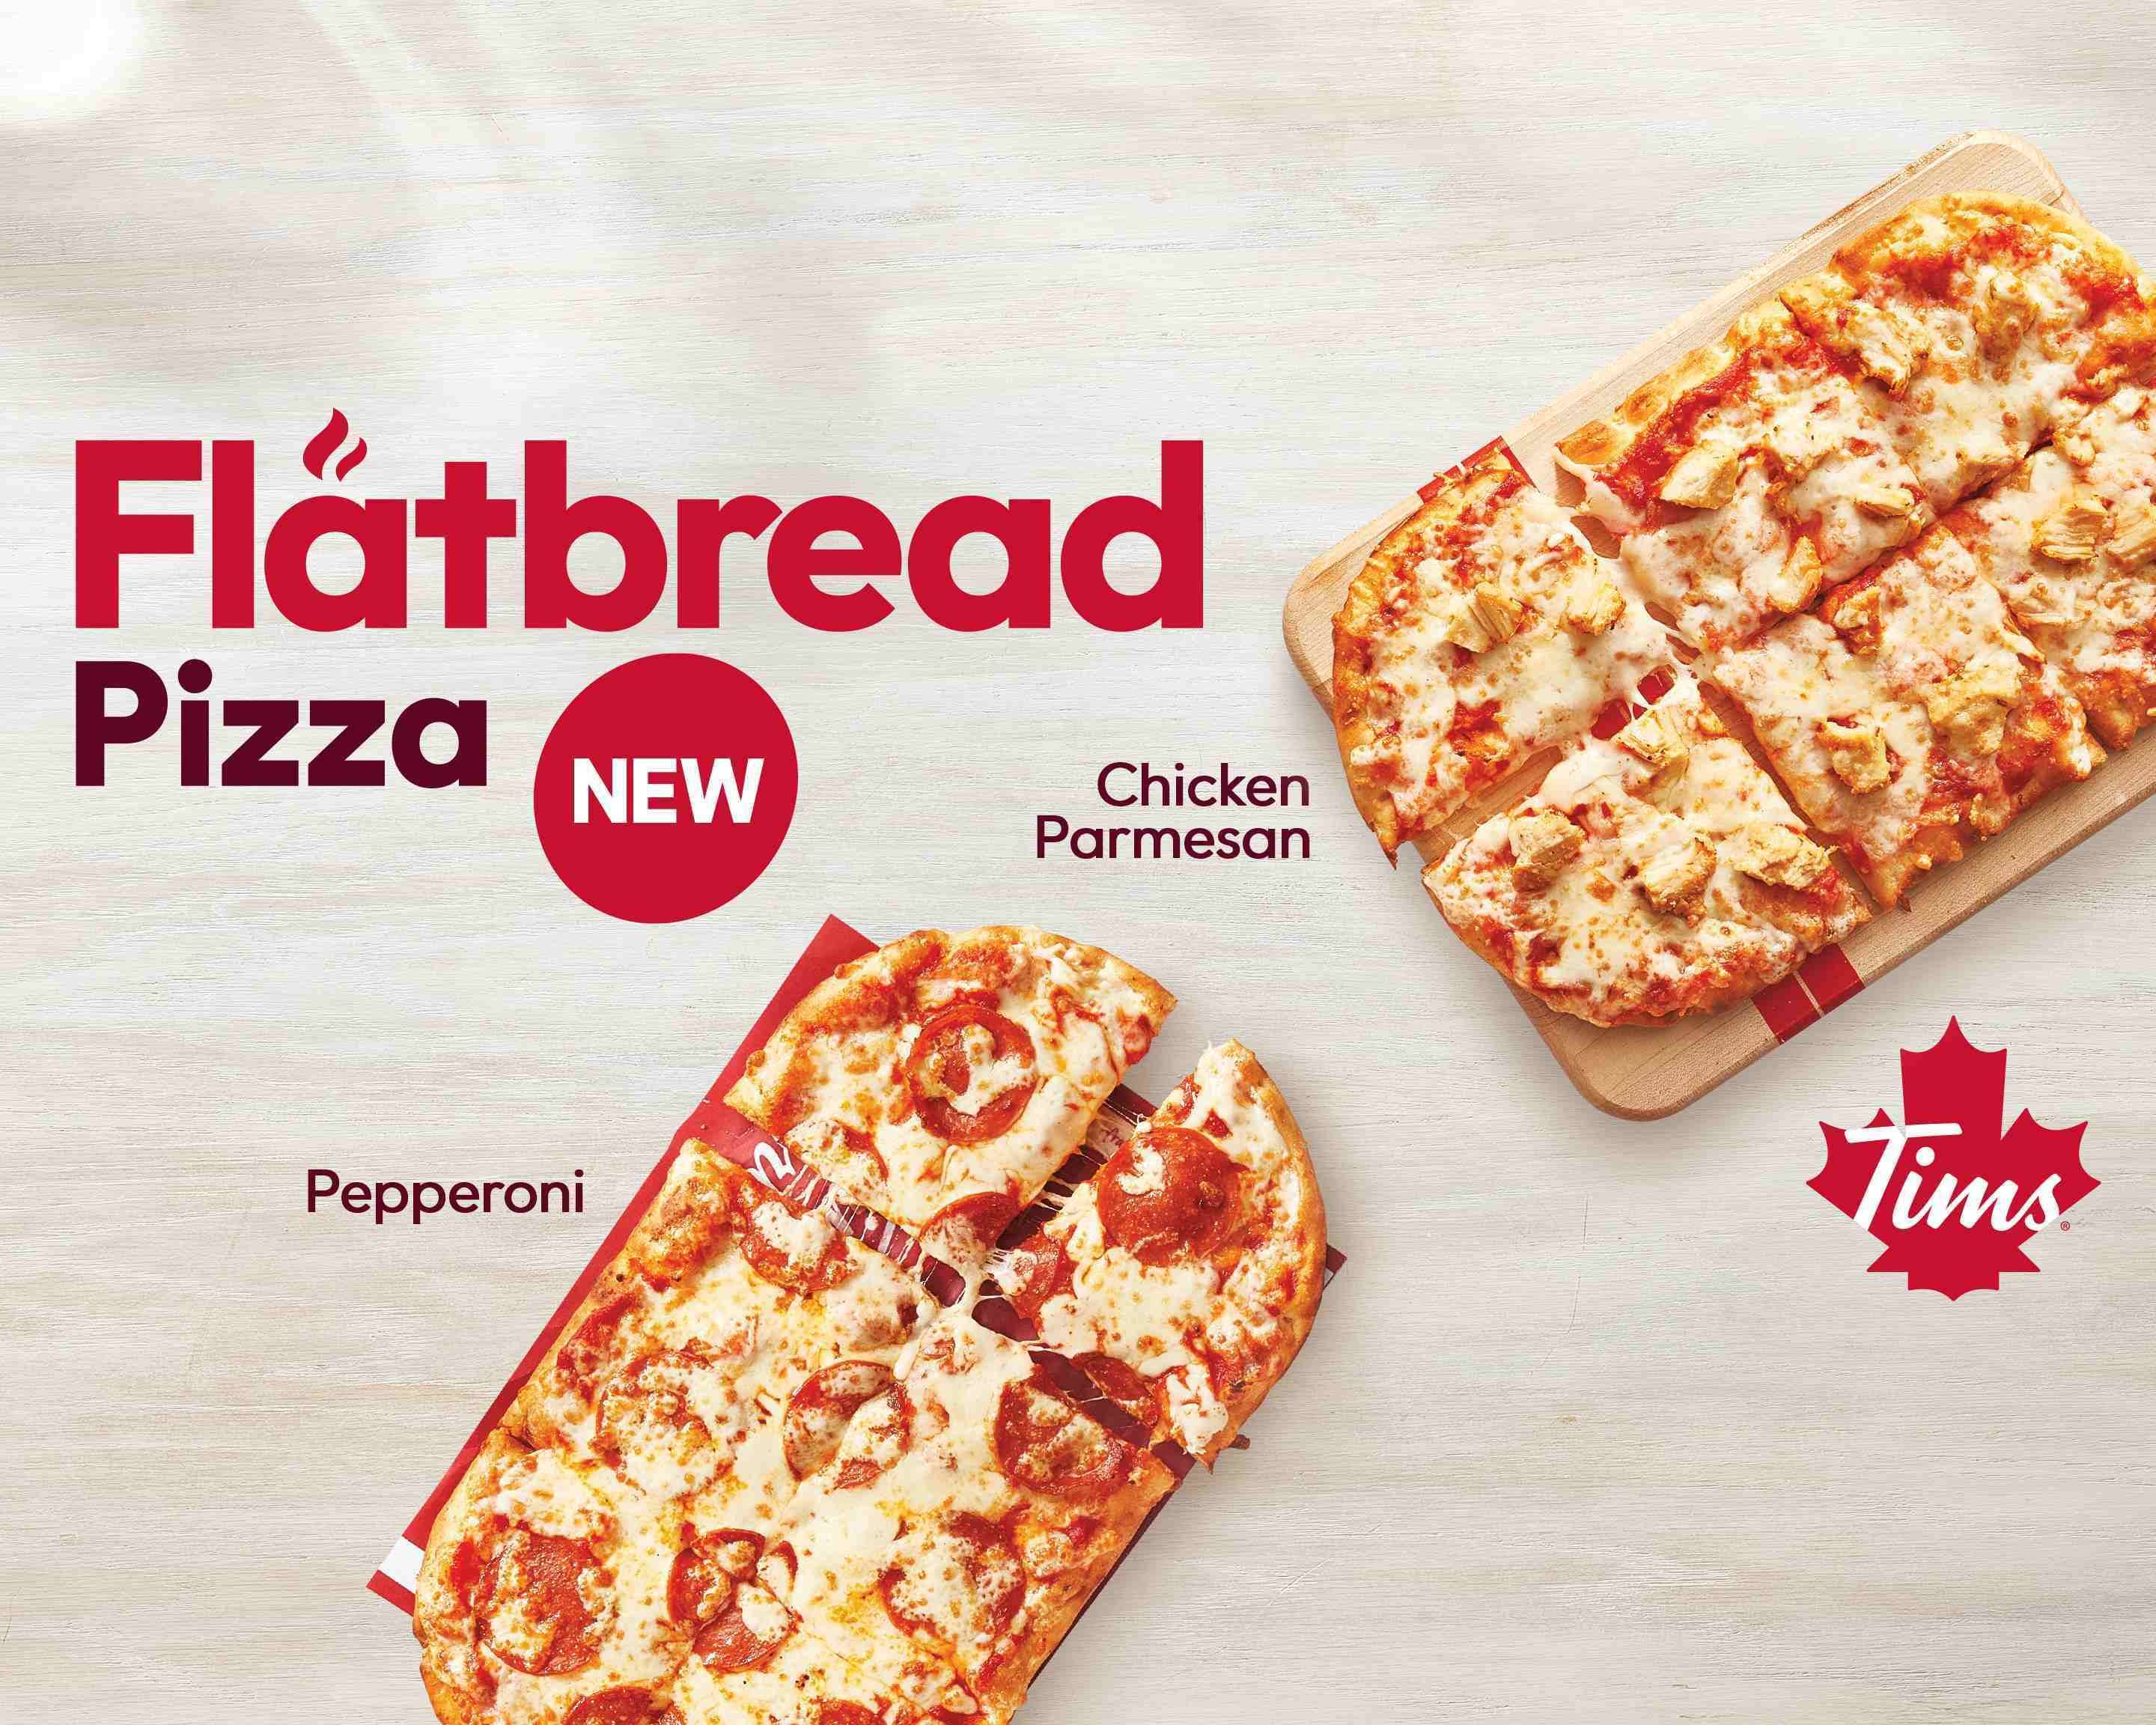 Flatbread
Pizza
NEW
Chicken
Parmesan
Pepperoni
Tims®